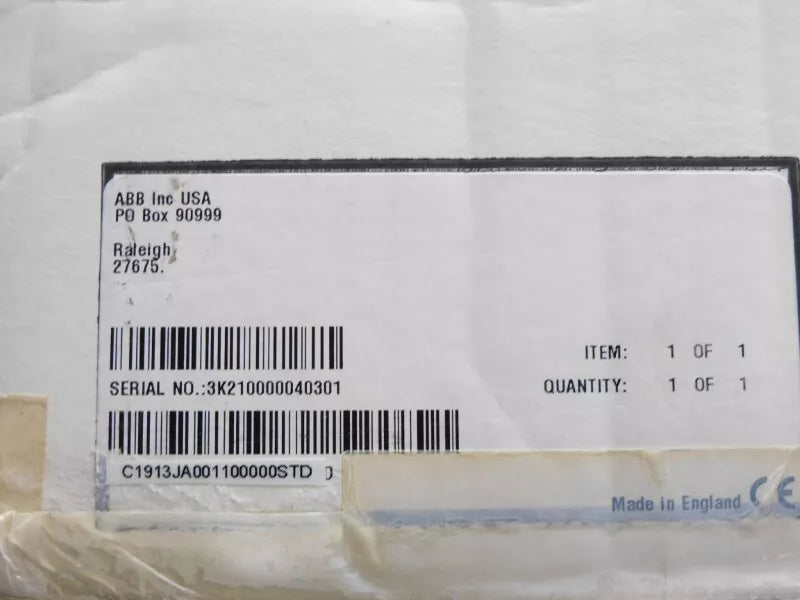 ABB Inc USA
PO Box 90999
Raleigh
27675.
ITEM: 1 OF 1
SERIAL NO.:3K210000040301
QUANTITY: 1 OF 1
C1913JA001100000STD
Made in England CE